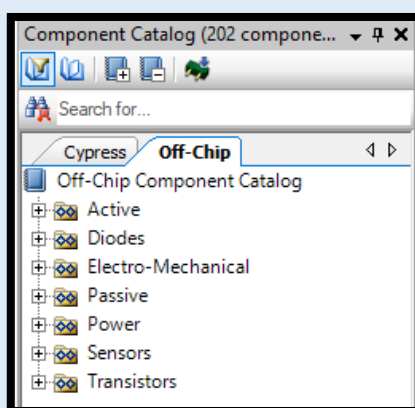 Component Catalog (202 compone...
Search for...
Cypress Off-Chip
Off-Chip Component Catalog
Active
Diodes
Electro-Mechanical
Passive
Power
Sensors
Transistors